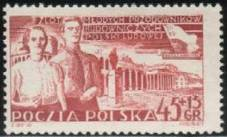 ZLOT MŁODYCH PRZODOWNIKÓW
BUDOWNICZYCH
POLSKI LUDOWEJ
45+15
GR
POCZTA POLSKA